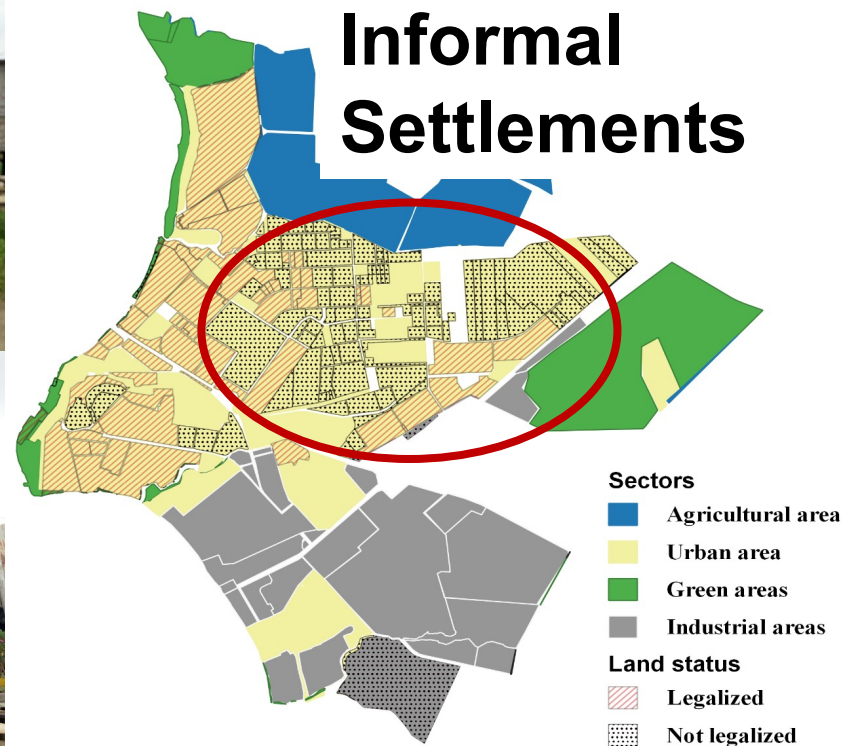 Informal
Settlements
Sectors
Agricultural area
Urban area
Green areas
Industrial areas
Land status
Legalized
Not legalized